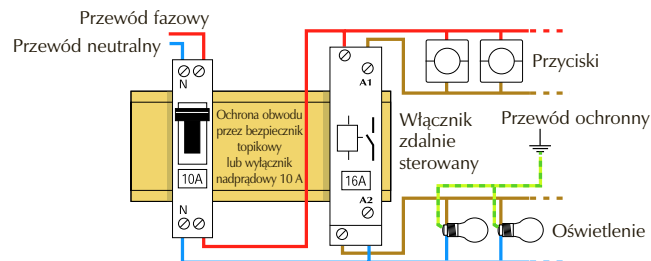 Przewód fazowy
Przewód neutralny
N
10A
N
Ochrona obwodu
przez bezpiecznik
topikowy
lub wyłącznik
nadprądowy 10 A
A1
16A
A2
Przyciski
Włącznik
zdalnie
sterowany
Przewód ochronny
Oświetlenie